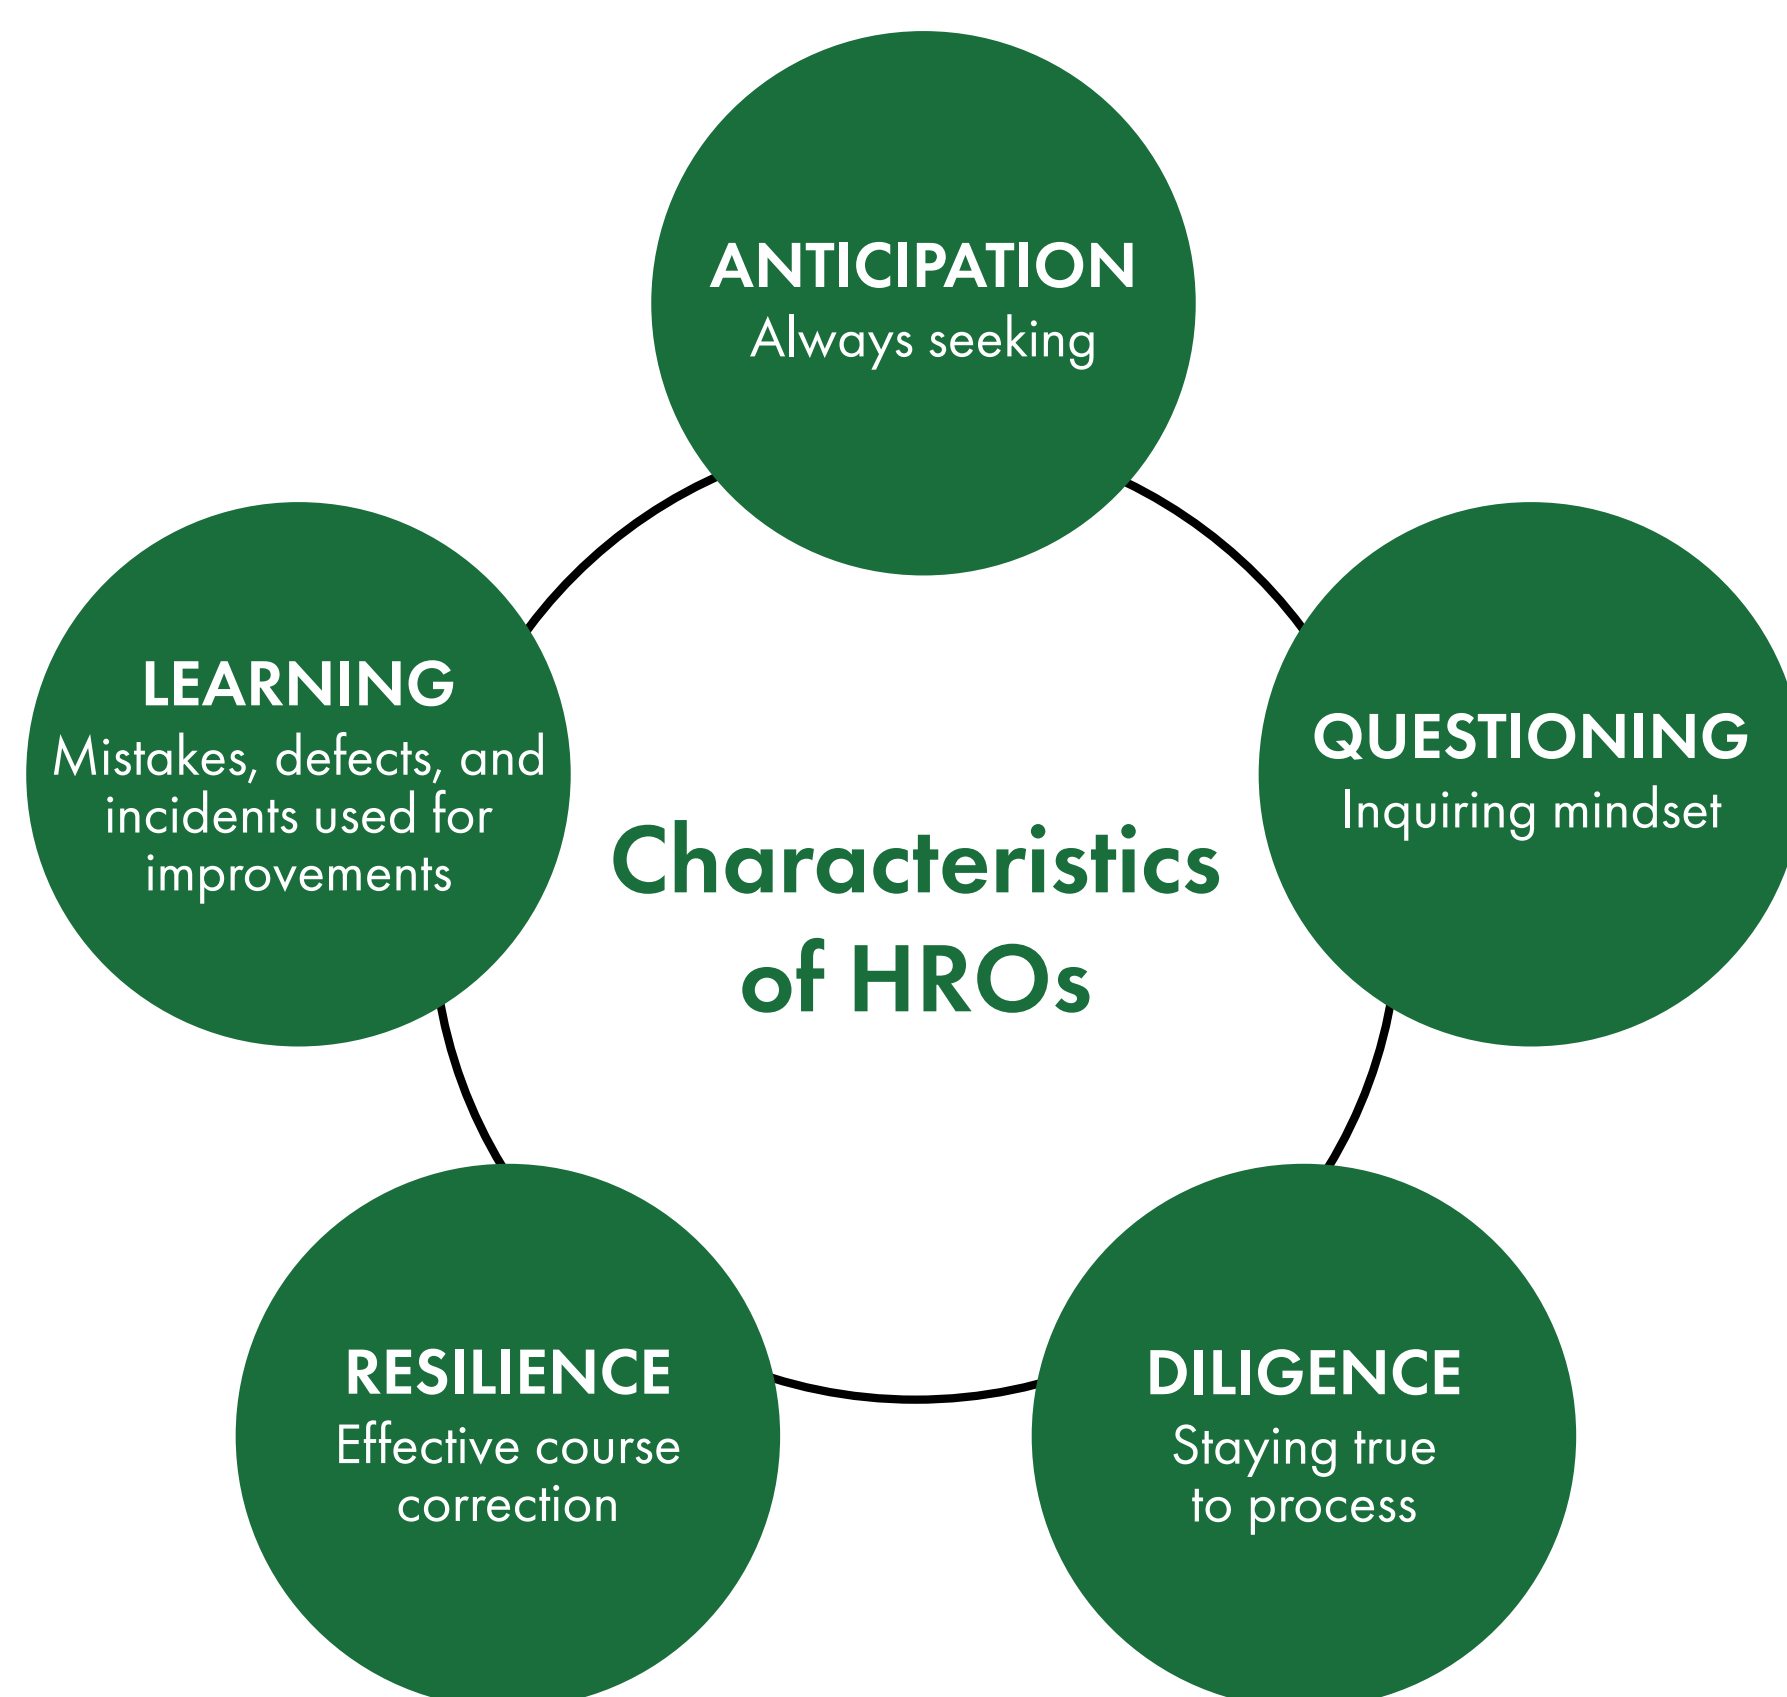 ANTICIPATION
Always seeking
QUESTIONING
Inquiring mindset
DILIGENCE
Staying true
to process
RESILIENCE
Effective course
correction
LEARNING
Mistakes, defects, and
incidents used for
improvements
Characteristics
of HROs